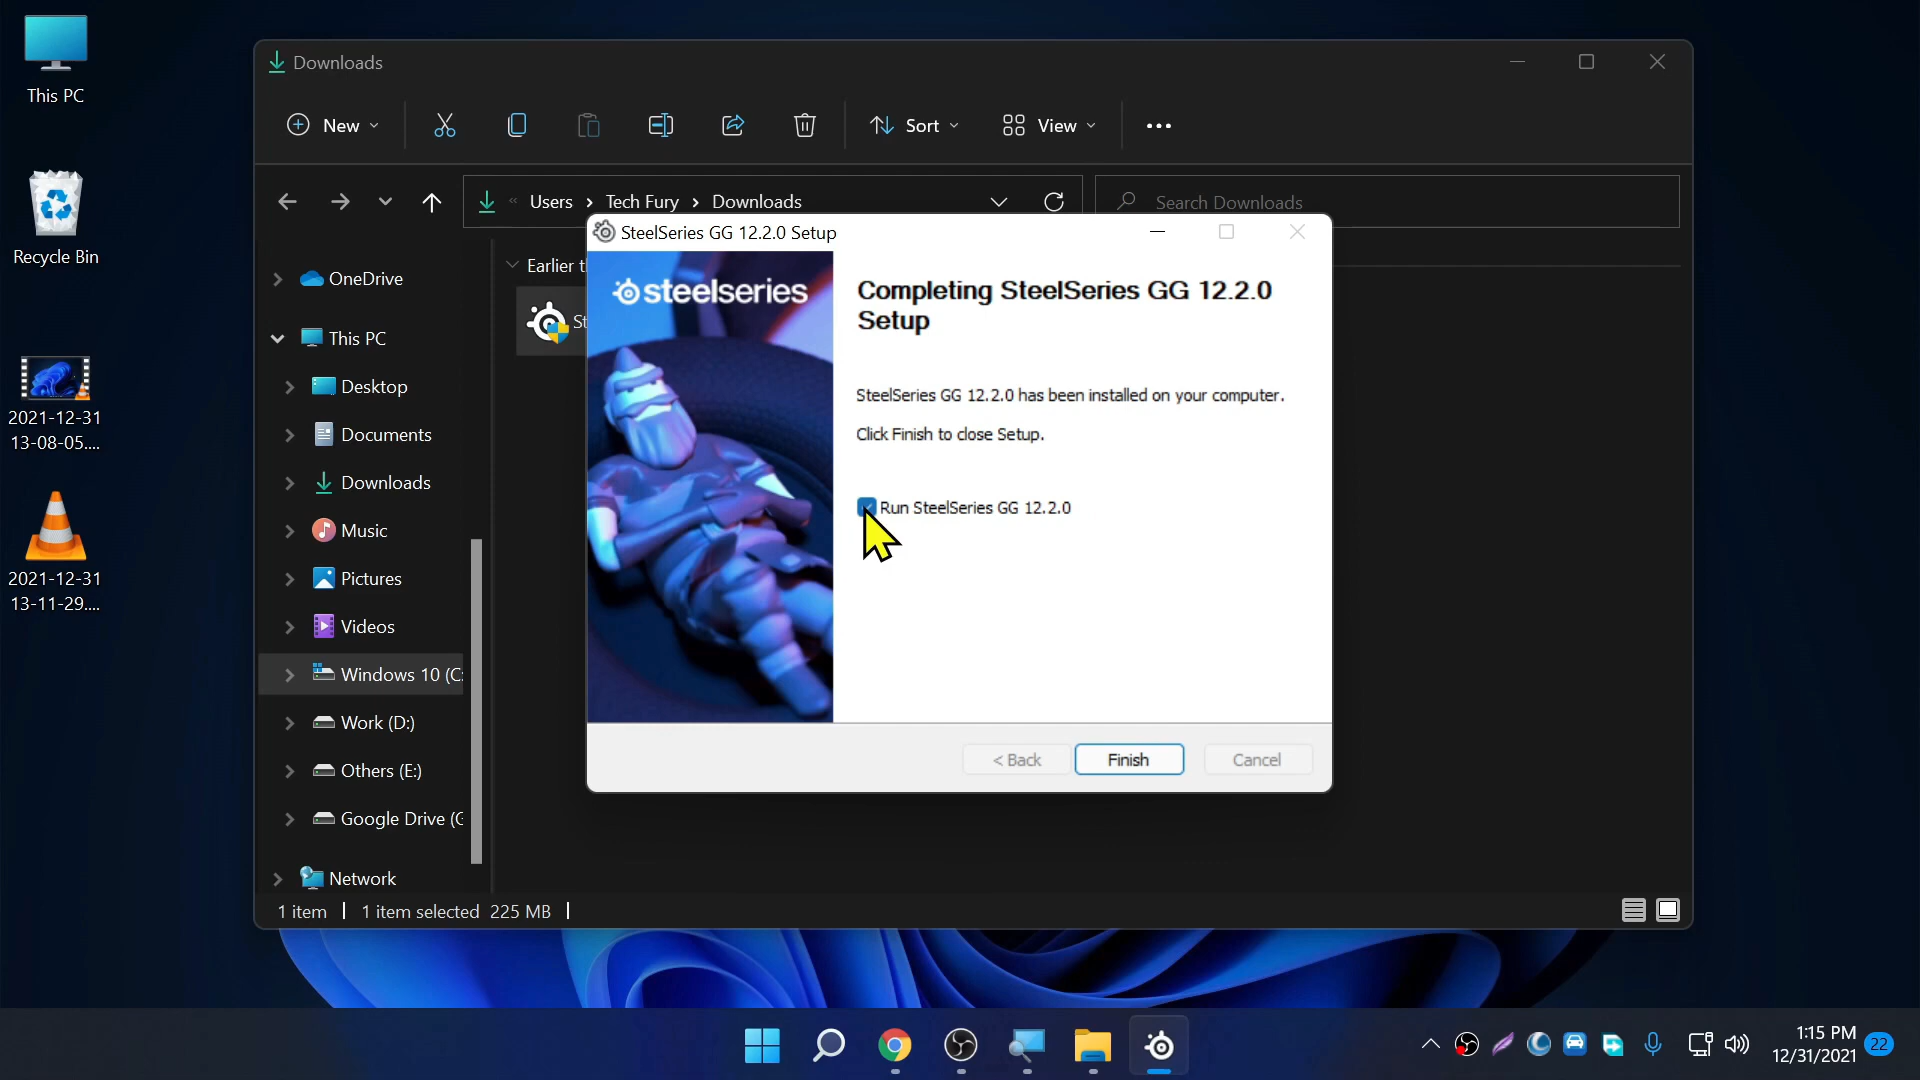 This PC
Recycle Bin
2021-12-31
13-08-05....
2021-12-31
13-11-29....
Downloads
New
Sort
View
« Users > Tech Fury > Downloads
Search Downloads
OneDrive
This PC
Desktop
Documents
Downloads
Music
Pictures
Videos
Windows 10 (C:
Work (D:)
Others (E:)
Google Drive (G
Network
Earlier t
St
SteelSeries GG 12.2.0 Setup
steelseries
Completing SteelSeries GG 12.2.0
Setup
SteelSeries GG 12.2.0 has been installed on your computer.
Click Finish to close Setup.
Run SteelSeries GG 12.2.0
< Back
Finish
Cancel
1 item
1 item selected 225 MB
1:15 PM
12/31/2021
22